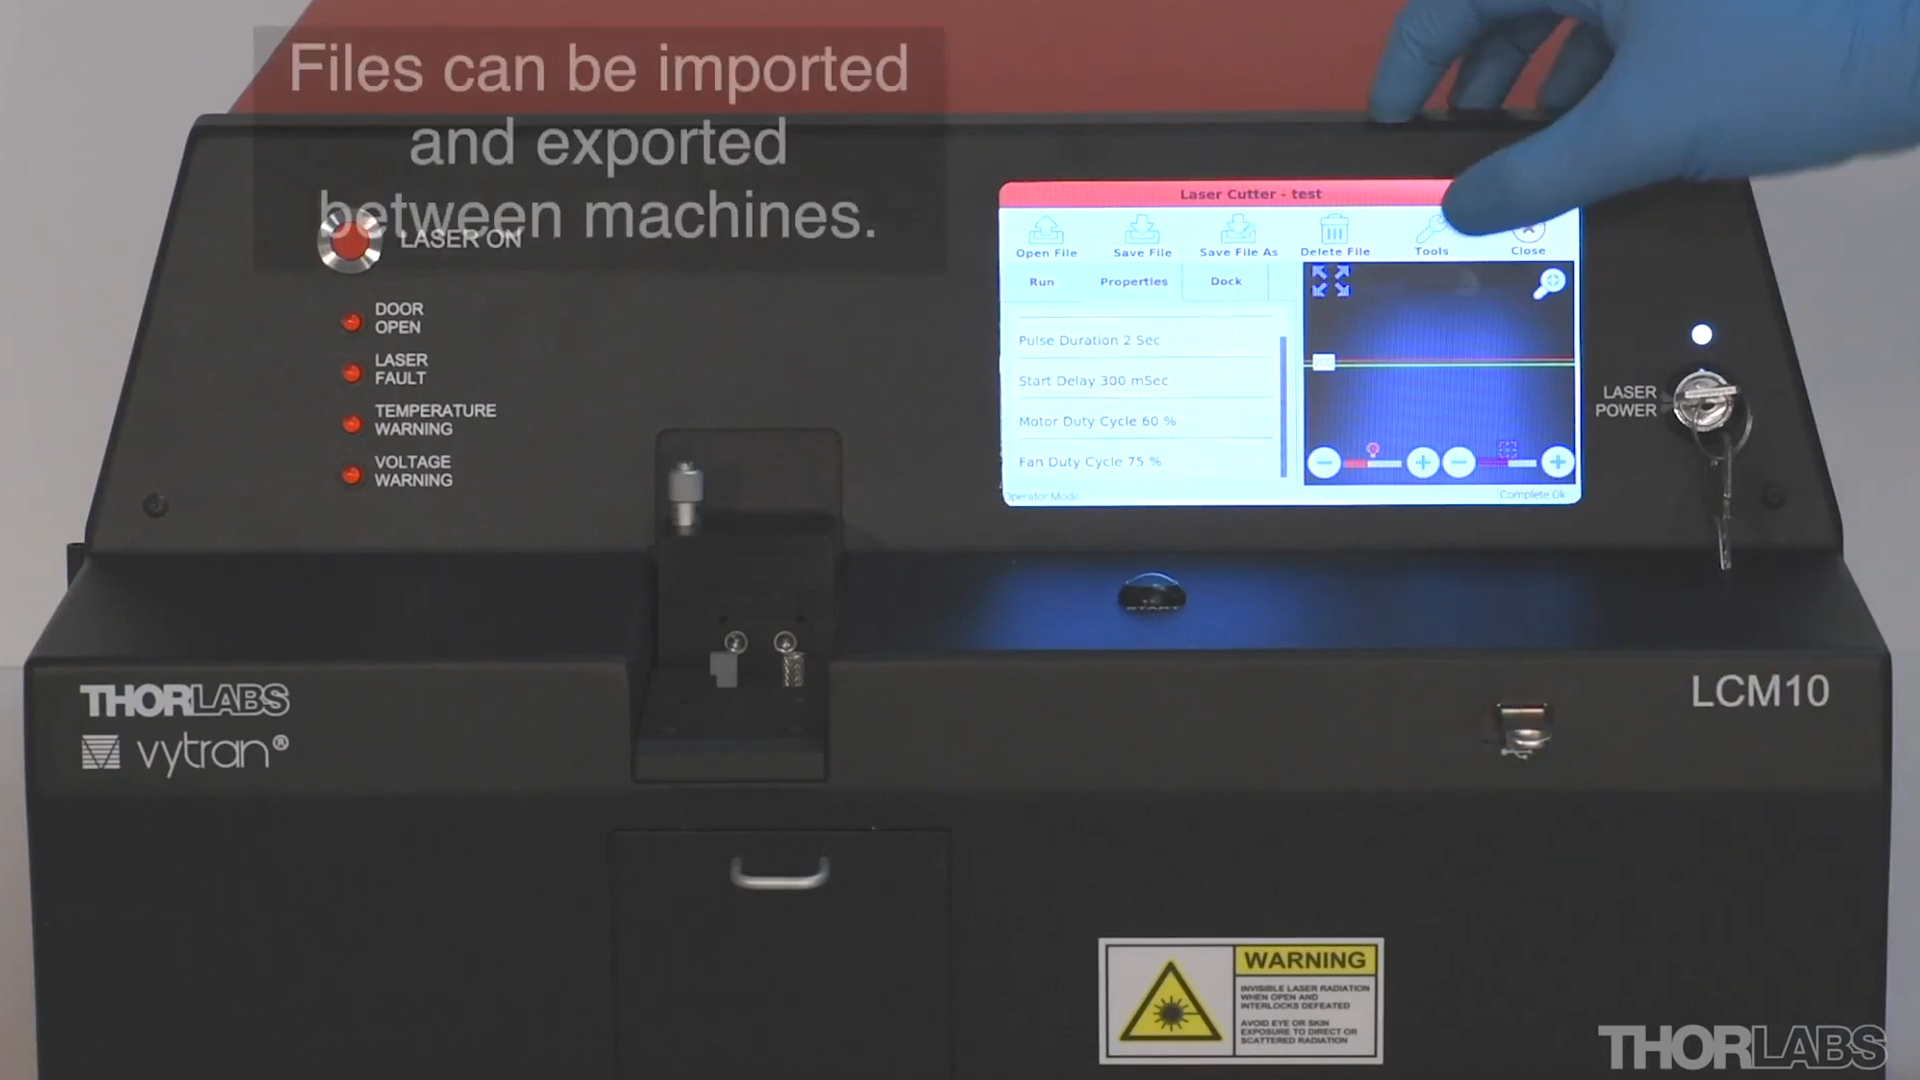 Files can be imported
and exported
between machines.
LASER ON
DOOR
OPEN
LASER
FAULT
TEMPERATURE
WARNING
VOLTAGE
WARNING
Laser Cutter - test
Open File
Save File
Save File As
Delete File
Tools
Close
Run
Properties
Dock
Pulse Duration 2 Sec
Start Delay 300 mSec
Motor Duty Cycle 60 %
Fan Duty Cycle 75 %
Operator Mode
Complete Ok
LASER
POWER
START
THORLABS
vytran®
LCM10
WARNING
INVISIBLE LASER RADIATION
WHEN OPEN AND
INTERLOCKS DEFEATED
AVOID EYE OR SKIN
EXPOSURE TO DIRECT OR
SCATTERED RADIATION
THORLABS